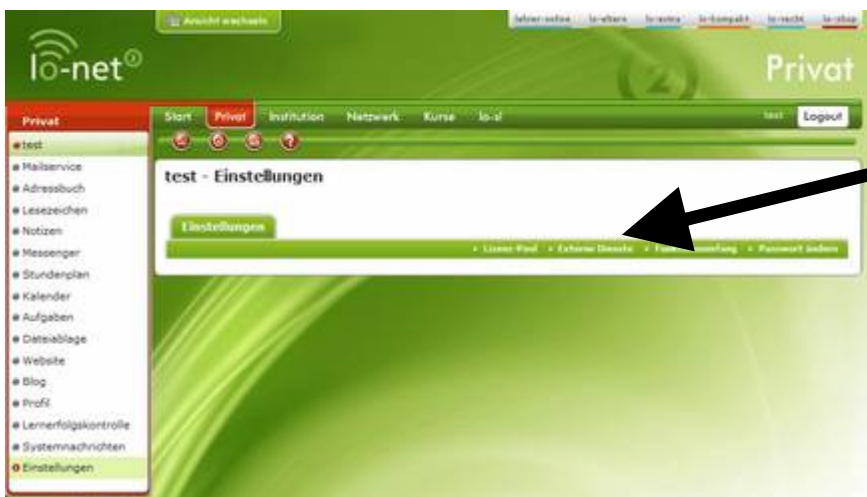 Ansicht wechseln
lehrer-online lo-eltern lo-extra lo-kompakt lo-recht lo-shop
lo-net²
Privat
Privat
Start Privat Institution Netzwerk Kurse lo-sl
test Logout
test
Mailservice
Adressbuch
Lesezeichen
Notizen
Messenger
Stundenplan
Kalender
Aufgaben
Dateiablage
Website
Blog
Profil
Lernerfolgskontrolle
Systemnachrichten
Einstellungen
test - Einstellungen
Einstellungen
Lizenz-Pool Externe Dienste Passwort ändern